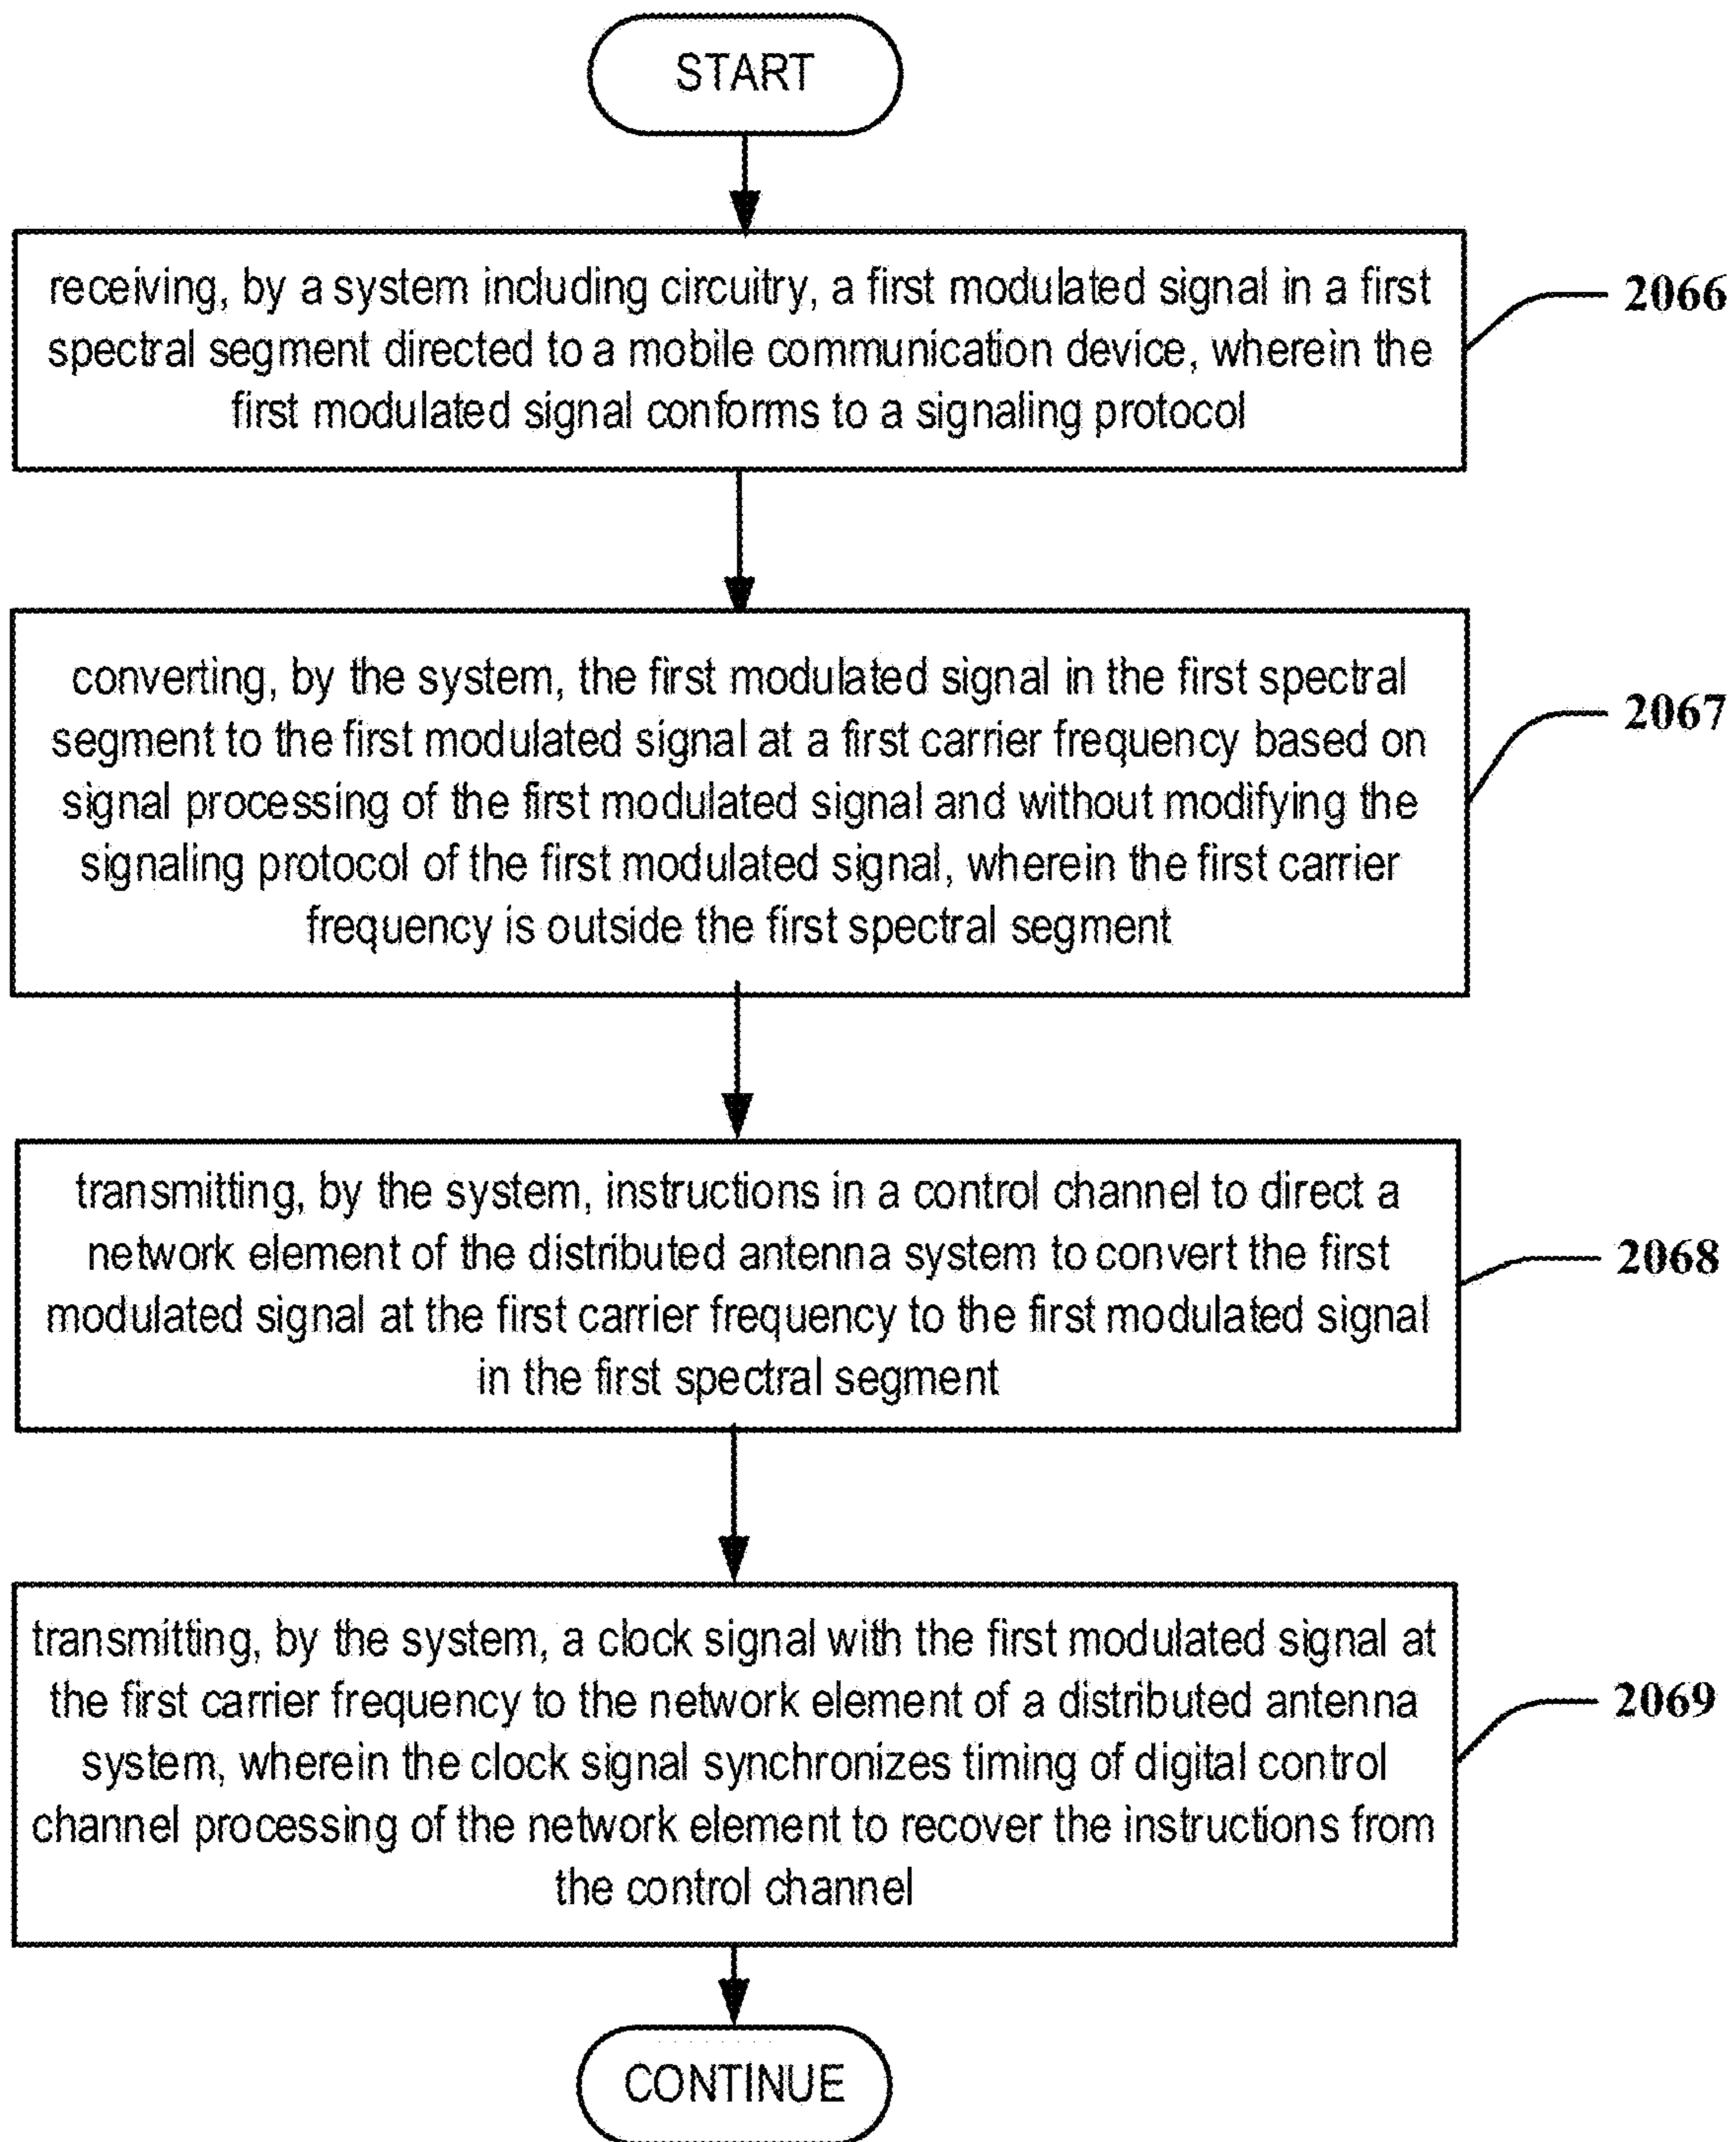 START
receiving, by a system including circuitry, a first modulated signal in a first
spectral segment directed to a mobile communication device, wherein the
first modulated signal conforms to a signaling protocol
2066
converting, by the system, the first modulated signal in the first spectral
segment to the first modulated signal at a first carrier frequency based on
signal processing of the first modulated signal and without modifying the
signaling protocol of the first modulated signal, wherein the first carrier
frequency is outside the first spectral segment
2067
transmitting, by the system, instructions in a control channel to direct a
network element of the distributed antenna system to convert the first
modulated signal at the first carrier frequency to the first modulated signal
in the first spectral segment
2068
transmitting, by the system, a clock signal with the first modulated signal at
the first carrier frequency to the network element of a distributed antenna
system, wherein the clock signal synchronizes timing of digital control
channel processing of the network element to recover the instructions from
the control channel
2069
CONTINUE